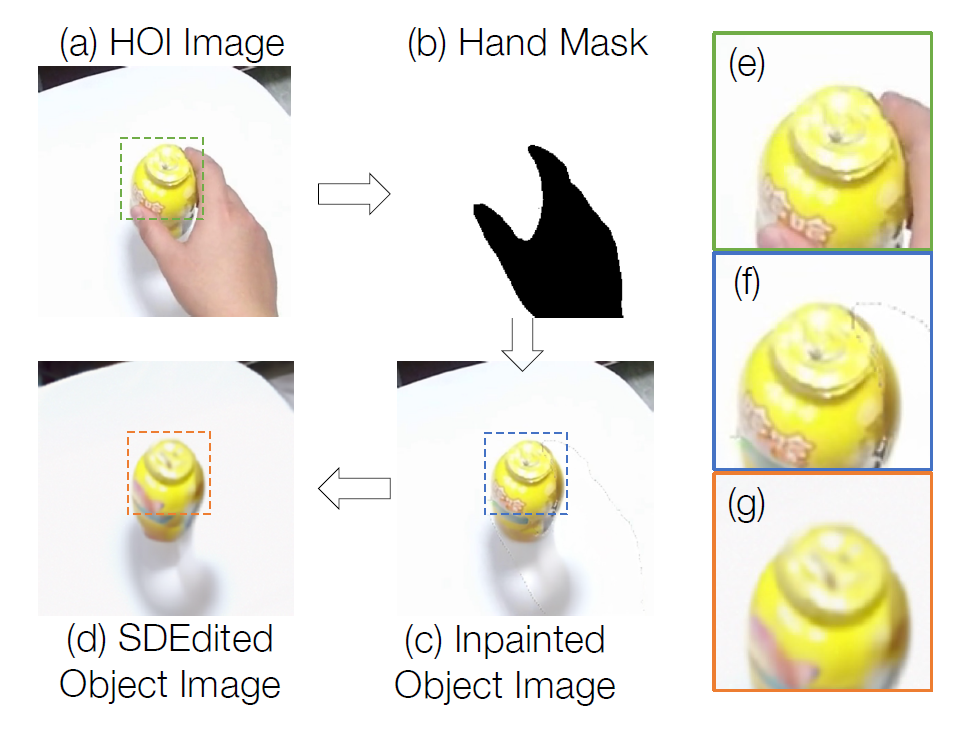 (a) HOI Image
(b) Hand Mask
(e)
(f)
(g)
(d) SDEdited
Object Image
(c) Inpainted
Object Image